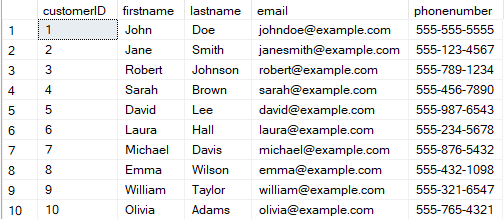 customerID firstname lastname email phonenumber
1 1 John Doe johndoe@example.com 555-555-5555
2 2 Jane Smith janesmith@example.com 555-123-4567
3 3 Robert Johnson robert@example.com 555-789-1234
4 4 Sarah Brown sarah@example.com 555-456-7890
5 5 David Lee david@example.com 555-987-6543
6 6 Laura Hall laura@example.com 555-234-5678
7 7 Michael Davis michael@example.com 555-876-5432
8 8 Emma Wilson emma@example.com 555-432-1098
9 9 William Taylor william@example.com 555-321-6547
10 10 Olivia Adams olivia@example.com 555-765-4321